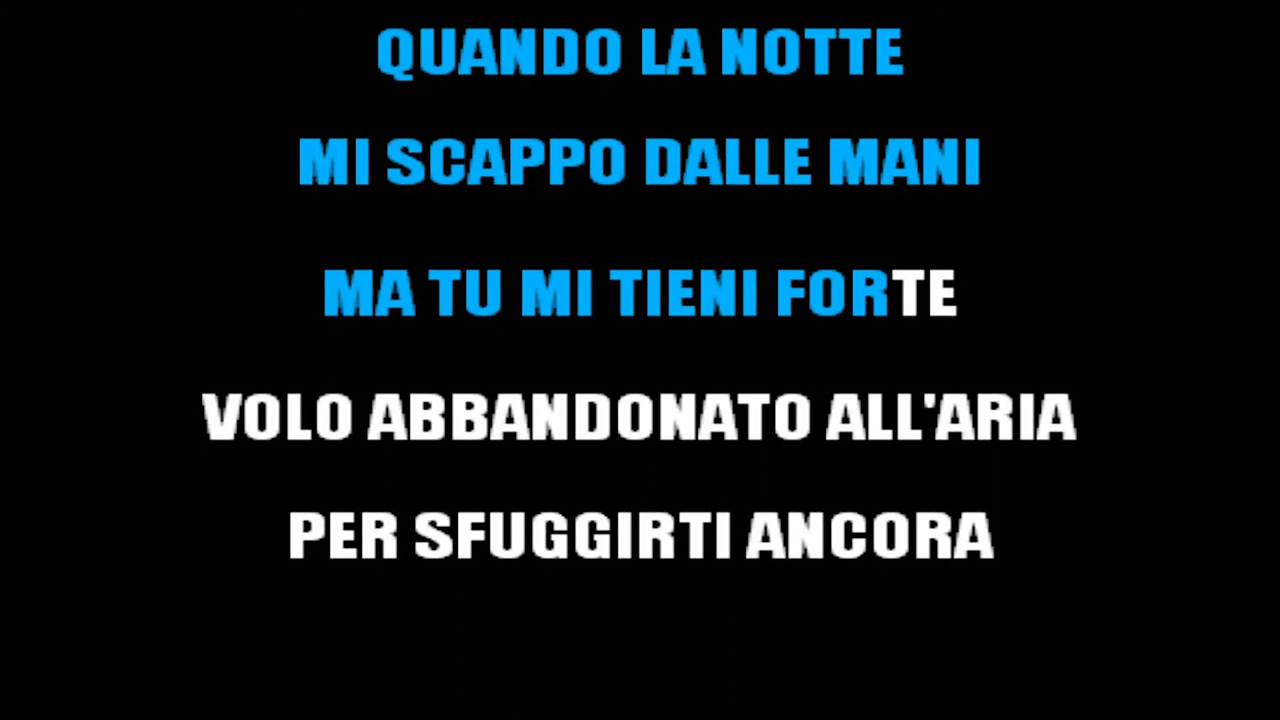 QUANDO LA NOTTE
MI SCAPPO DALLE MANI
MA TU MI TIENI FORTE
VOLO ABBANDONATO ALL'ARIA
PER SFUGGIRTI ANCORA